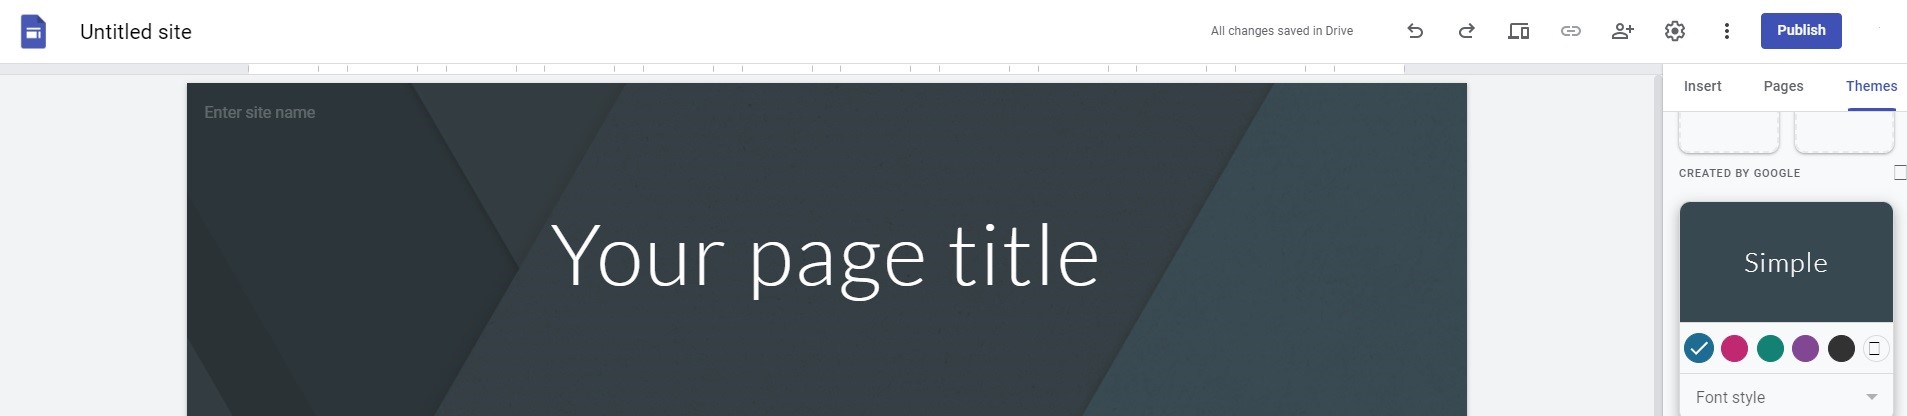 Untitled site
All changes saved in Drive
Publish
Insert Pages Themes
Enter site name
Your page title
CREATED BY GOOGLE
Simple
Font style